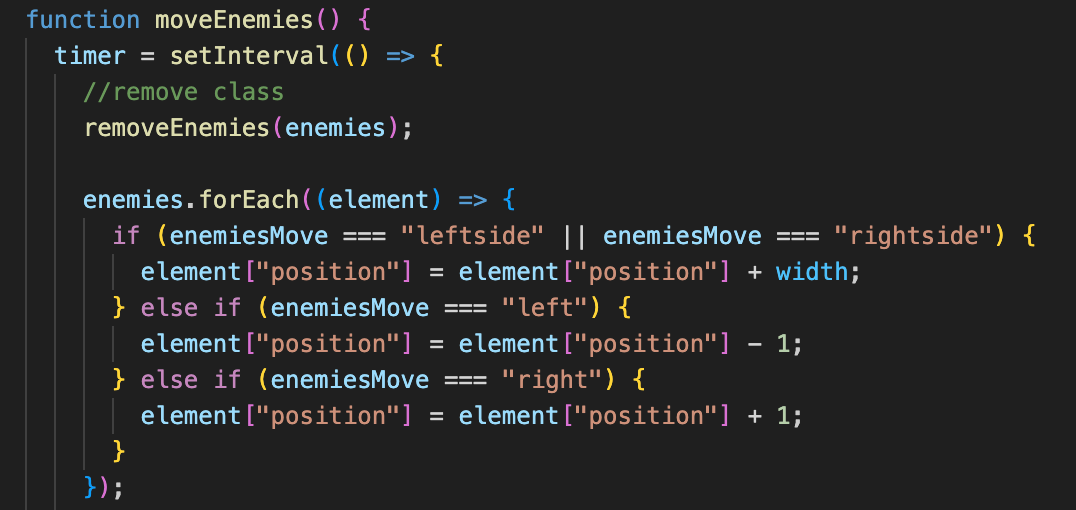 function moveEnemies() {
timer = setInterval(() => {
//remove class
removeEnemies(enemies);
enemies.forEach((element) => {
if (enemiesMove === "leftside" || enemiesMove === "rightside") {
element["position"] = element["position"] + width;
} else if (enemiesMove === "left") {
element["position"] = element["position"] - 1;
} else if (enemiesMove === "right") {
element["position"] = element["position"] + 1;
}
});